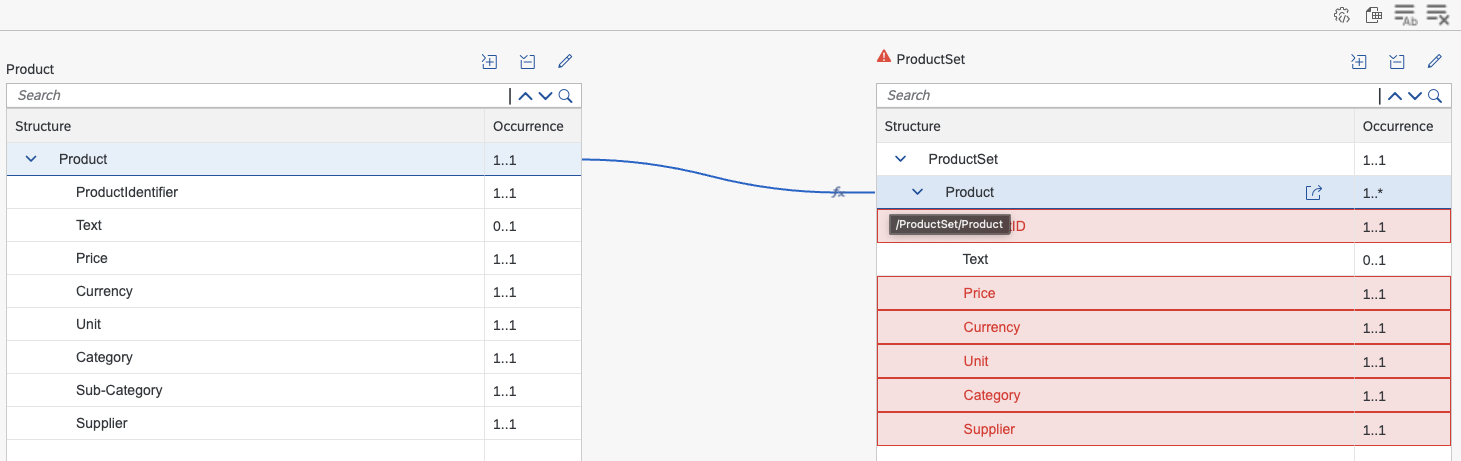 Ab
Product
ProductSet
Search
Search
Structure Occurrence
Structure Occurrence
Product 1..1
ProductSet 1..1
ProductIdentifier 1..1
fx
Product 1..*
Text 0..1
/ProductSet/Product ID 1..1
Price 1..1
Text 0..1
Currency 1..1
Price 1..1
Unit 1..1
Currency 1..1
Category 1..1
Unit 1..1
Sub-Category 1..1
Category 1..1
Supplier 1..1
Supplier 1..1